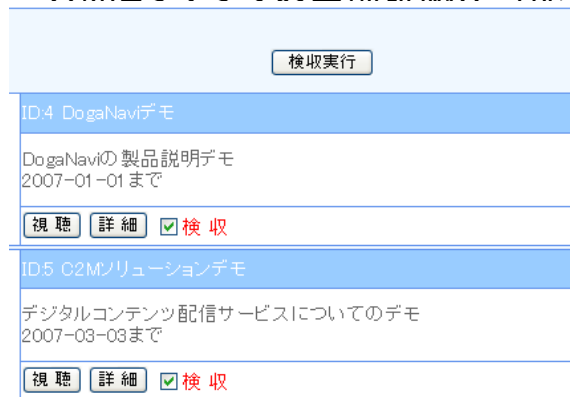 検収実行
ID:4 DogaNaviデモ
DogaNaviの製品説明デモ
2007-01-01まで
視聴 詳細 検収
ID:5 C2Mソリューションデモ
デジタルコンテンツ配信サービスについてのデモ
2007-03-03まで
視聴 詳細 検収